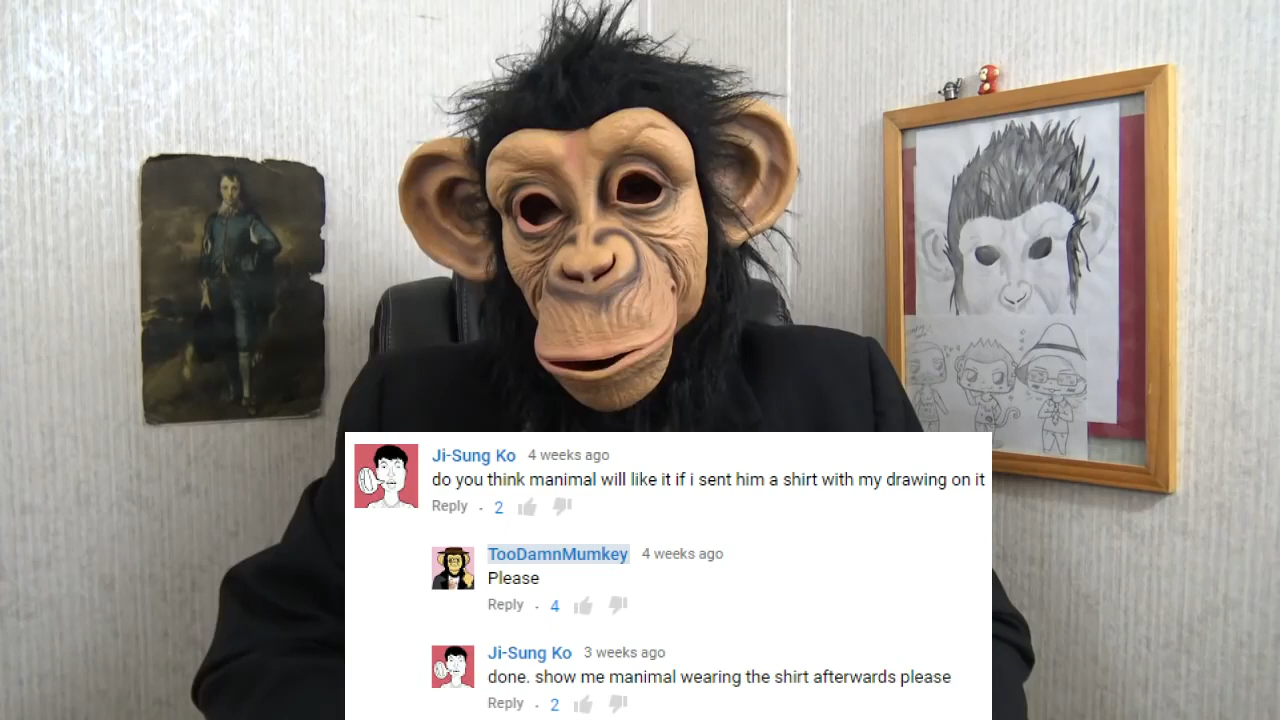 Ji-Sung Ko 4 weeks ago
do you think manimal will like it if i sent him a shirt with my drawing on it
Reply . 2
TooDamnMumkey 4 weeks ago
Please
Reply . 4
Ji-Sung Ko 3 weeks ago
done. show me manimal wearing the shirt afterwards please
Reply . 2